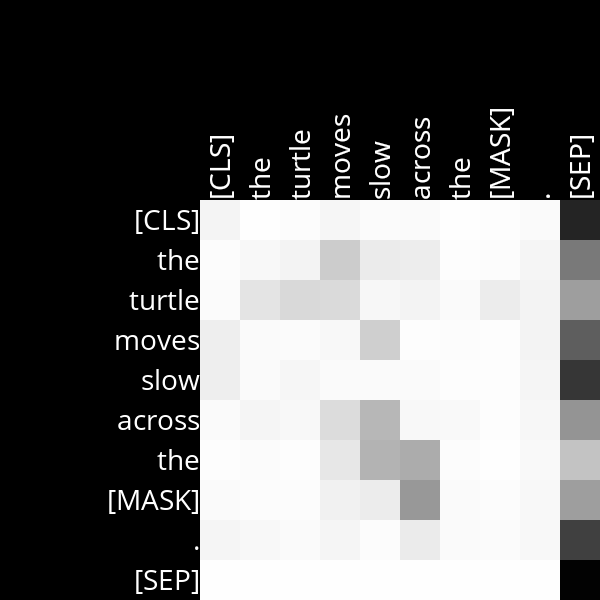 [CLS] the turtle moves slow across the [MASK] . [SEP]
[CLS]
the
turtle
moves
slow
across
the
[MASK]
.
[SEP]